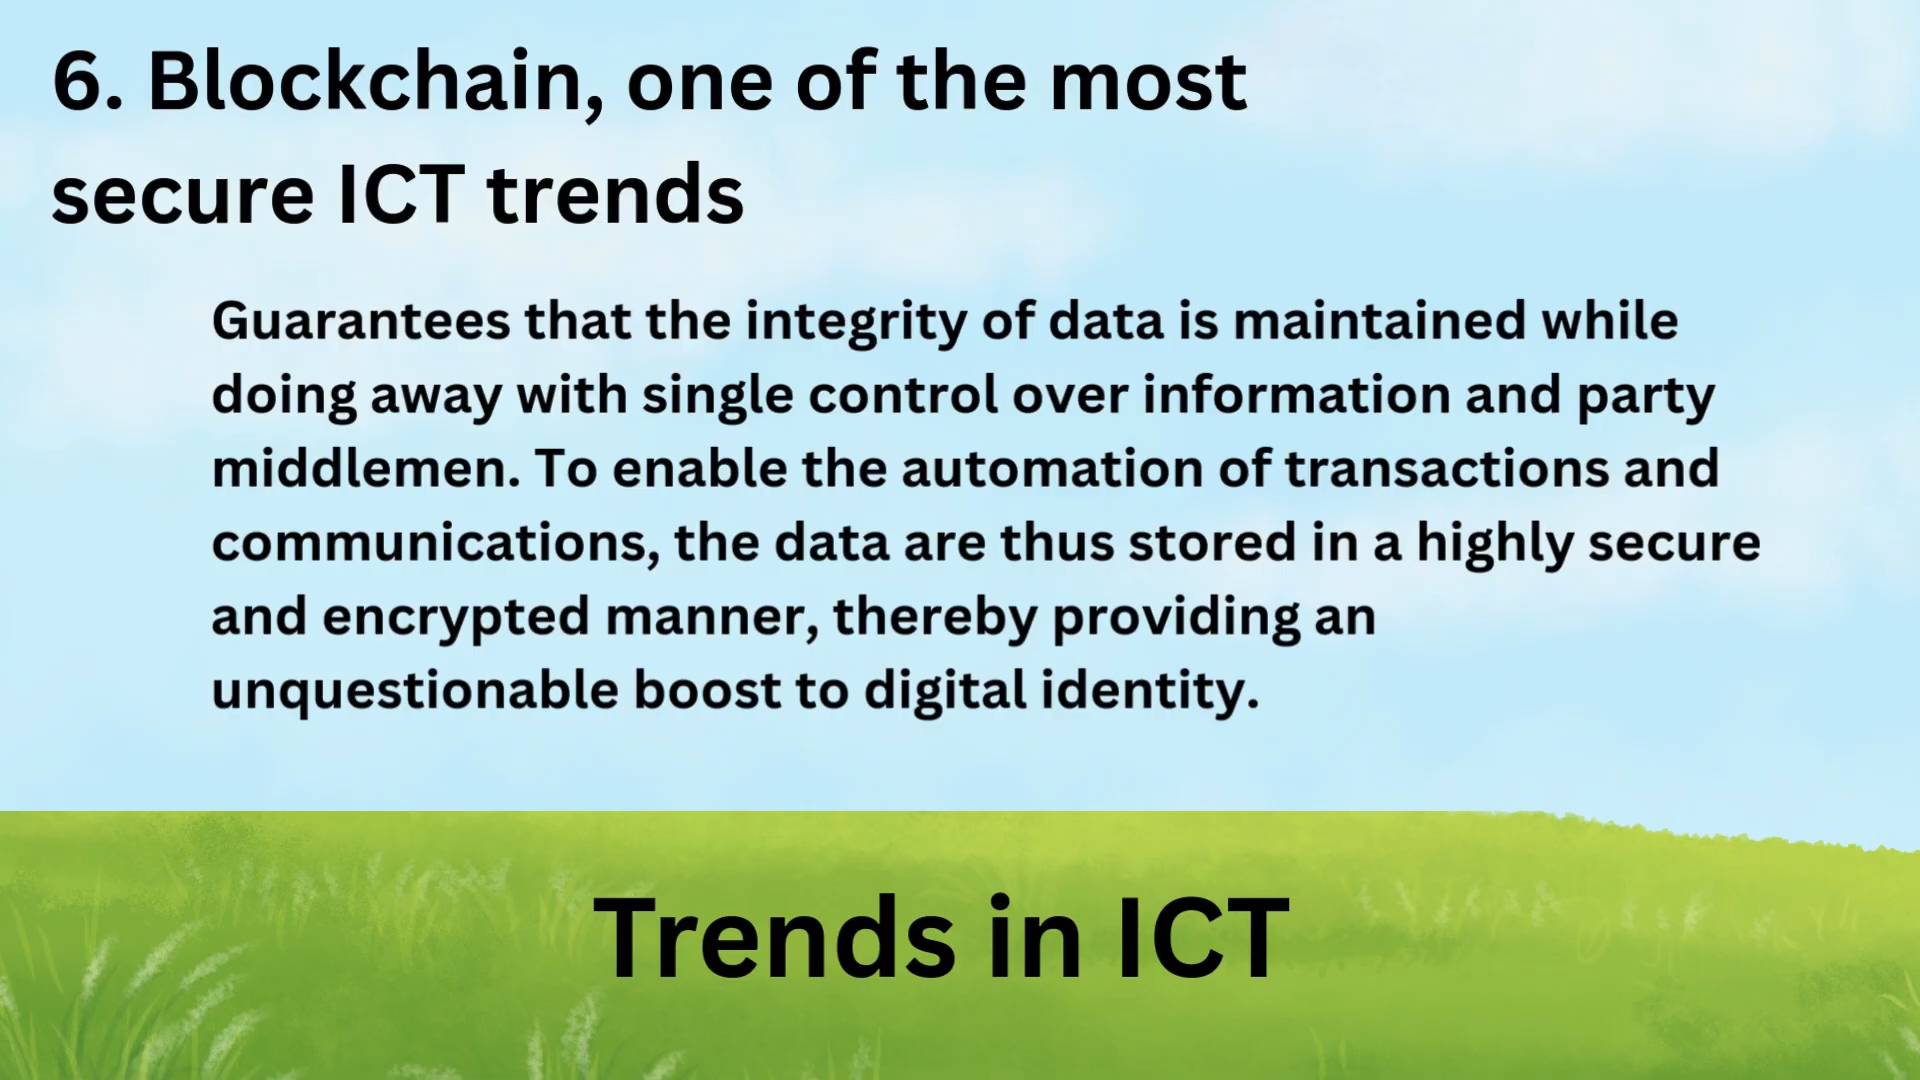 6. Blockchain, one of the most
secure ICT trends
Guarantees that the integrity of data is maintained while
doing away with single control over information and party
middlemen. To enable the automation of transactions and
communications, the data are thus stored in a highly secure
and encrypted manner, thereby providing an
unquestionable boost to digital identity.
Trends in ICT